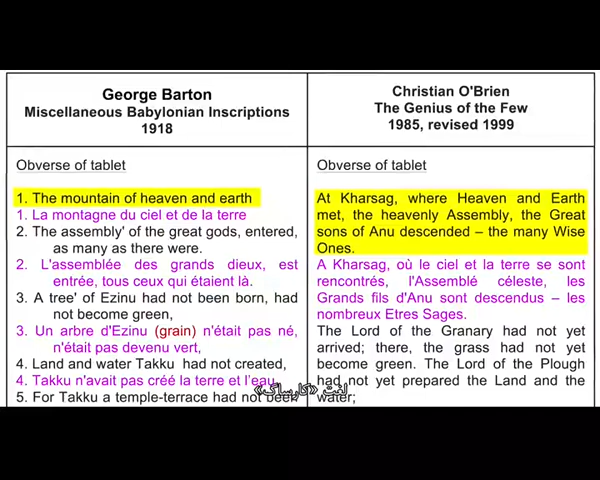 George Barton
Miscellaneous Babylonian Inscriptions
1918
Obverse of tablet
1. The mountain of heaven and earth
1. La montagne du ciel et de la terre
2. The assembly' of the great gods, entered,
as many as there were.
2. L'assemblée des grands dieux, est
entrée, tous ceux qui étaient là.
3. A tree' of Ezinu had not been born, had
not become green,
3. Un arbre d'Ezinu (grain) n'était pas né,
n'était pas devenu vert,
4. Land and water Takku had not created,
4. Takku n'avait pas créé la terre et l'eau,
5. For Takku a temple-terrace had not been
Christian O'Brien
The Genius of the Few
1985, revised 1999
Obverse of tablet
At Kharsag, where Heaven and Earth
met, the heavenly Assembly, the Great
sons of Anu descended – the many Wise
Ones.
A Kharsag, où le ciel et la terre se sont
rencontrés, l'Assemblé céleste, les
Grands fils d'Anu sont descendus – les
nombreux Etres Sages.
The Lord of the Granary had not yet
arrived; there, the grass had not yet
become green. The Lord of the Plough
had not yet prepared the Land and the
water;
لغت «کارساگ»